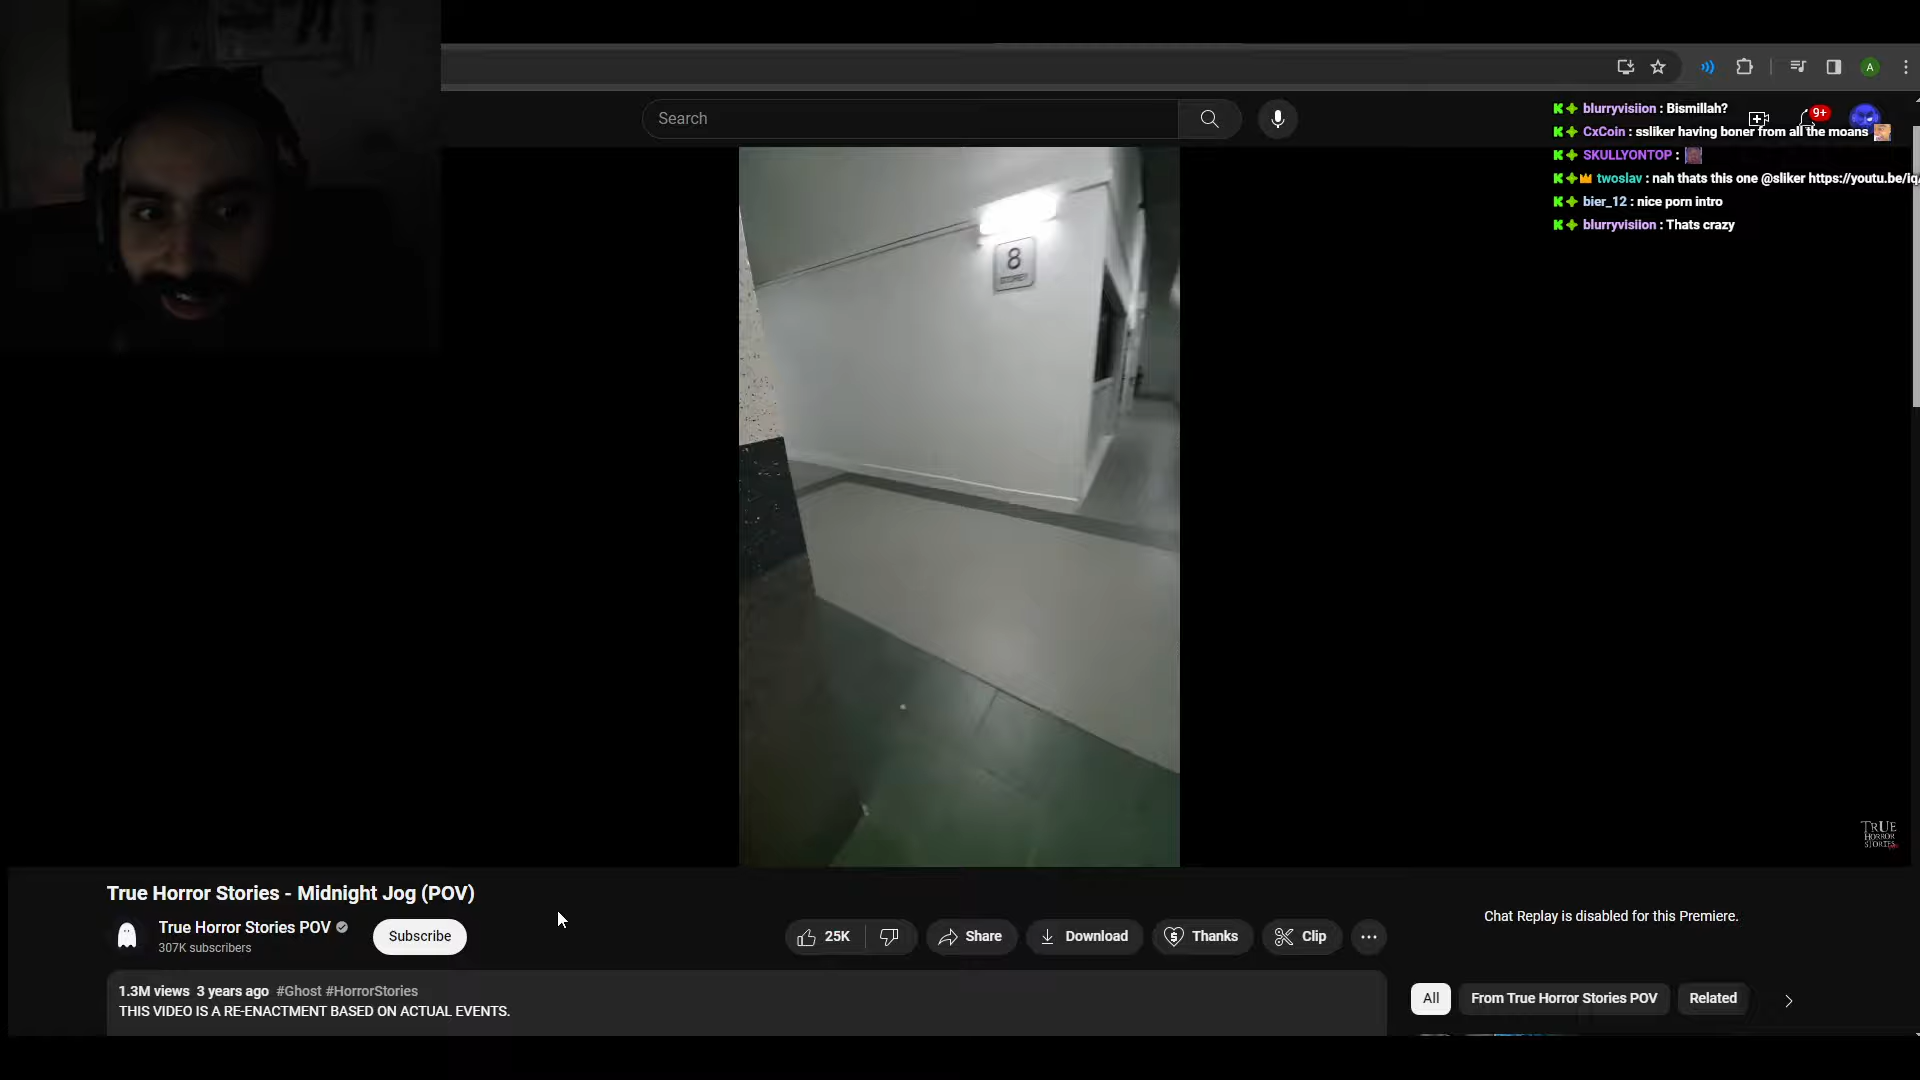 A
Search
9+
blurryvisiion : Bismillah?
CxCoin : ssliker having boner from all the moans
SKULLYONTOP :
twoslav : nah thats this one @sliker https://youtu.be/iq
bier_12 : nice porn intro
blurryvisiion : Thats crazy
8
STOREY
TRUE
HORROR
STORIES
True Horror Stories - Midnight Jog (POV)
True Horror Stories POV
307K subscribers
Subscribe
25K
Share
Download
Thanks
Clip
Chat Replay is disabled for this Premiere.
1.3M views 3 years ago #Ghost #HorrorStories
THIS VIDEO IS A RE-ENACTMENT BASED ON ACTUAL EVENTS.
All
From True Horror Stories POV
Related